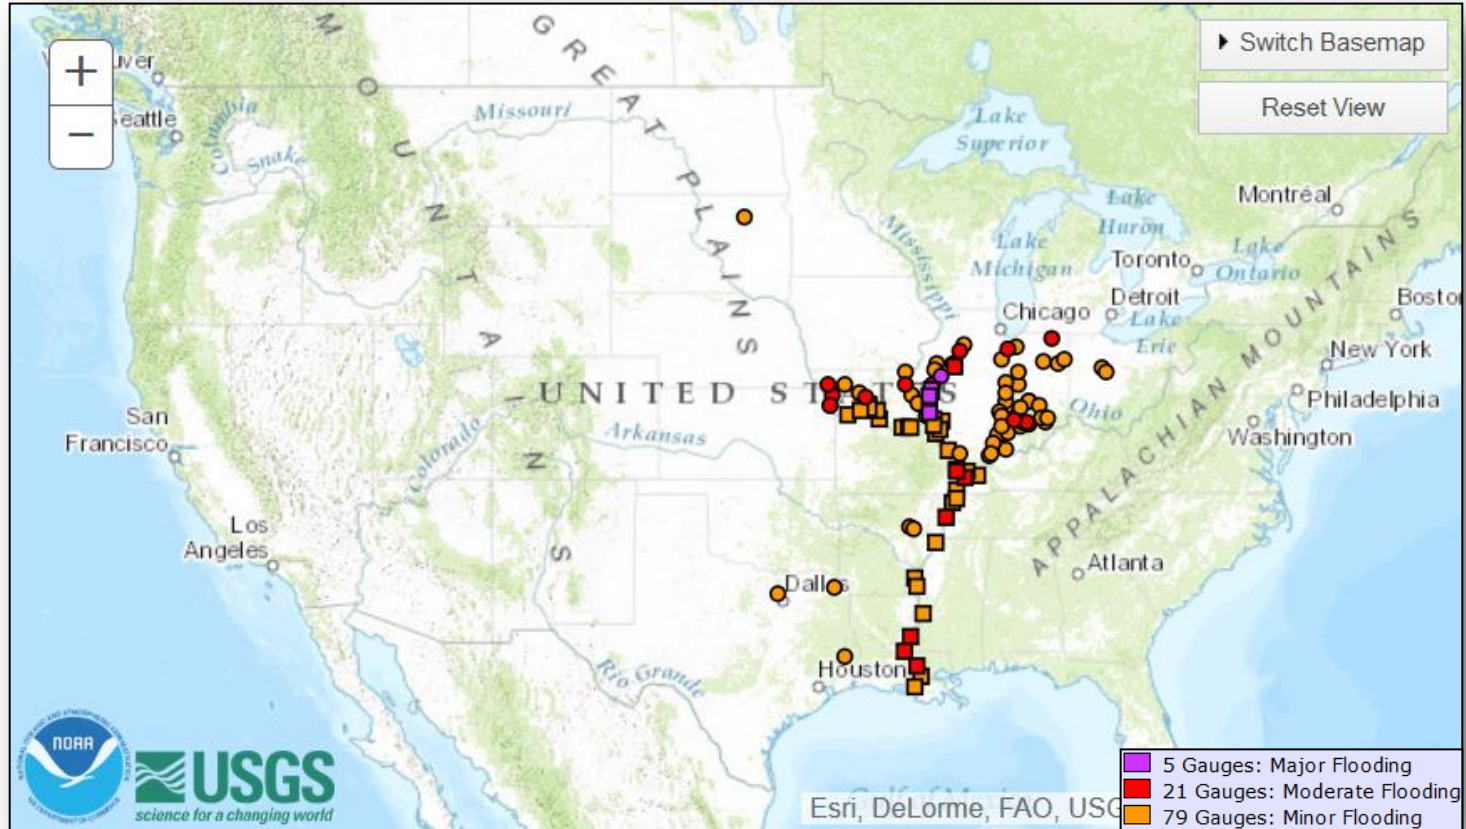 Switch Basemap
Reset View
+
−
Seattle
Columbia
Snake
Missouri
GREAT PLAINS
MOUNTAINS
Lake
Superior
Montréal
Mississippi
Lake
Huron
Lake
Michigan
Toronto
Lake
Ontario
Chicago
Detroit
Lake
Erie
New York
UNITED STATES
Ohio
Philadelphia
Washington
San
Francisco
Colorado
Arkansas
APPALACHIAN MOUNTAINS
Los
Angeles
Atlanta
Dallas
Houston
Rio Grande
NOAA
USGS
science for a changing world
Esri, DeLorme, FAO, USG
5 Gauges: Major Flooding
21 Gauges: Moderate Flooding
79 Gauges: Minor Flooding